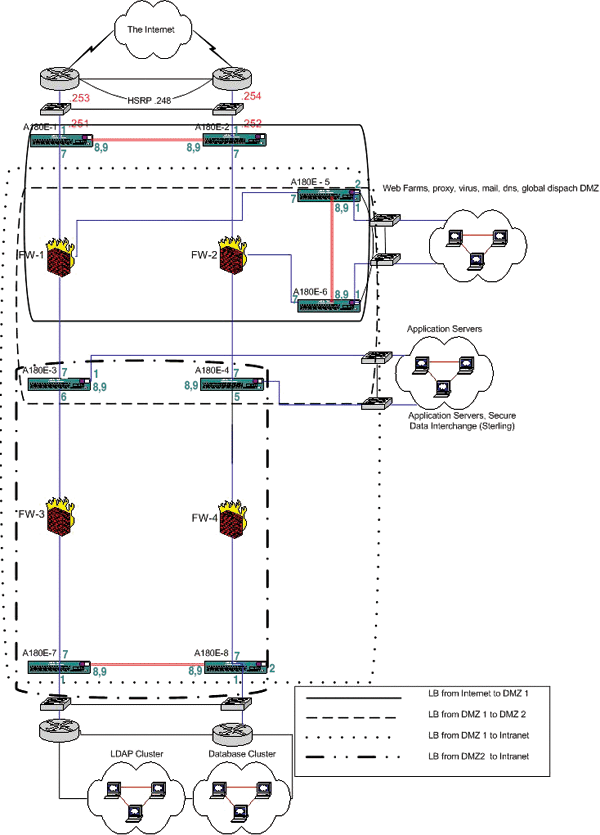 The Internet
.253
.254
HSRP .248
A180E-1
.251
1
A180E-2
.252
1
8,9
8,9
7
7
A180E - 5
2
7
8,9
1
Web Farms, proxy, virus, mail, dns, global dispach DMZ
FW-1
FW-2
A180E-6
7
8,9
1
Application Servers
A180E-3
7
1
8,9
6
A180E-4
7
8,9
5
Application Servers, Secure
Data Interchange (Sterling)
FW-3
FW-4
A180E-7
7
8,9
1
A180E-8
7
8,9
1
2
LB from Internet to DMZ 1
LB from DMZ 1 to DMZ 2
LB from DMZ 1 to Intranet
LB from DMZ2 to Intranet
LDAP Cluster
Database Cluster